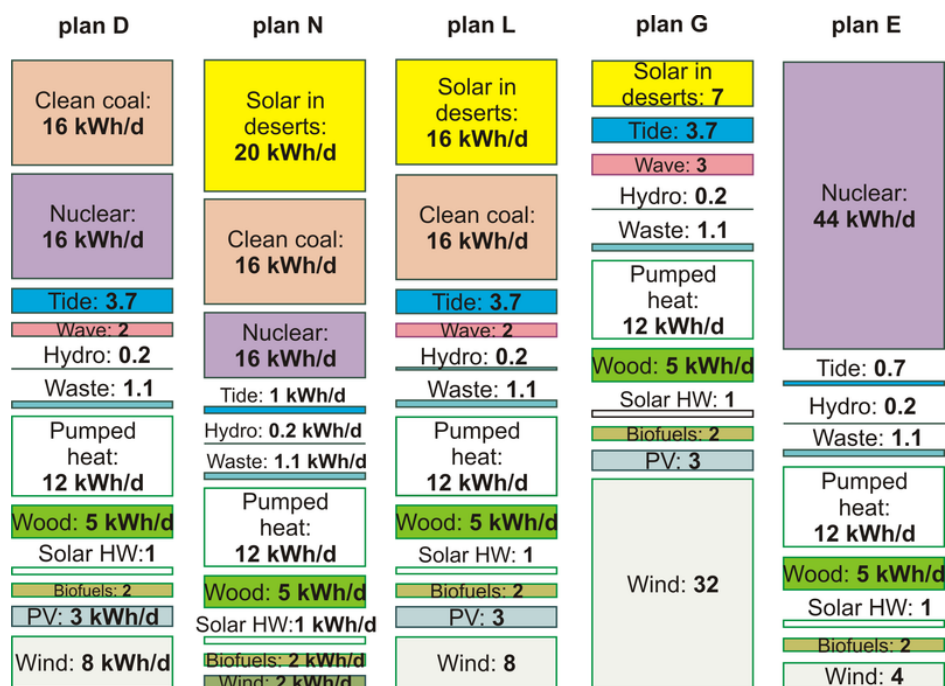 plan D
Clean coal:
16 kWh/d
Nuclear:
16 kWh/d
Tide: 3.7
Wave: 2
Hydro: 0.2
Waste: 1.1
Pumped
heat:
12 kWh/d
Wood: 5 kWh/d
Solar HW:1
Biofuels: 2
PV: 3 kWh/d
Wind: 8 kWh/d
plan N
Solar in
deserts:
20 kWh/d
Clean coal:
16 kWh/d
Nuclear:
16 kWh/d
Tide: 1 kWh/d
Hydro: 0.2 kWh/d
Waste: 1.1 kWh/d
Pumped
heat:
12 kWh/d
Wood: 5 kWh/d
Solar HW:1 kWh/d
Biofuels: 2 kWh/d
Wind: 2 kWh/d
plan L
Solar in
deserts:
16 kWh/d
Clean coal:
16 kWh/d
Tide: 3.7
Wave: 2
Hydro: 0.2
Waste: 1.1
Pumped
heat:
12 kWh/d
Wood: 5 kWh/d
Solar HW: 1
Biofuels: 2
PV: 3
Wind: 8
plan G
Solar in
deserts: 7
Tide: 3.7
Wave: 3
Hydro: 0.2
Waste: 1.1
Pumped
heat:
12 kWh/d
Wood: 5 kWh/d
Solar HW: 1
Biofuels: 2
PV: 3
Wind: 32
plan E
Nuclear:
44 kWh/d
Tide: 0.7
Hydro: 0.2
Waste: 1.1
Pumped
heat:
12 kWh/d
Wood: 5 kWh/d
Solar HW: 1
Biofuels: 2
Wind: 4